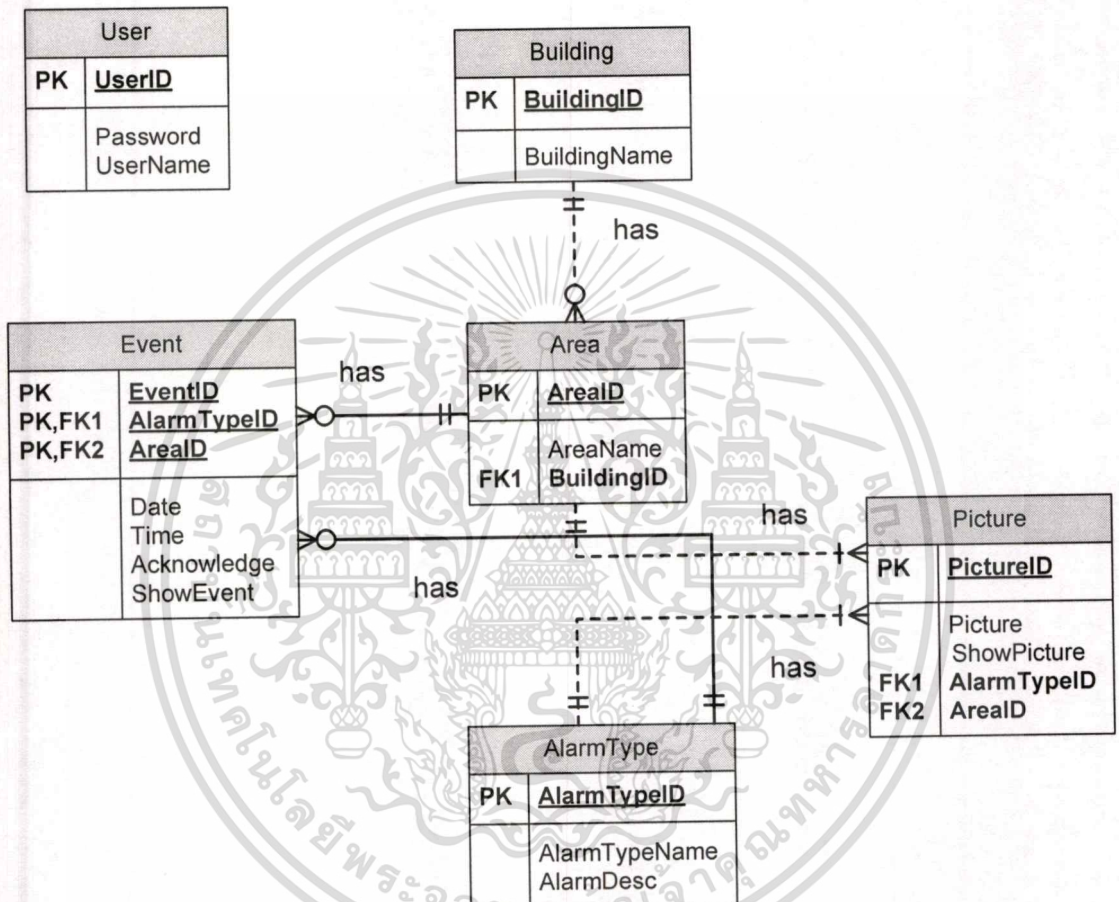 User
PK UserID
Password
UserName
Building
PK BuildingID
BuildingName
has
Event
PK EventID
PK,FK1 AlarmTypeID
PK,FK2 AreaID
Date
Time
Acknowledge
ShowEvent
has
Area
PK AreaID
AreaName
FK1 BuildingID
has
has
Picture
PK PictureID
Picture
ShowPicture
FK1 AlarmTypeID
FK2 AreaID
has
AlarmType
PK AlarmTypeID
AlarmTypeName
AlarmDesc